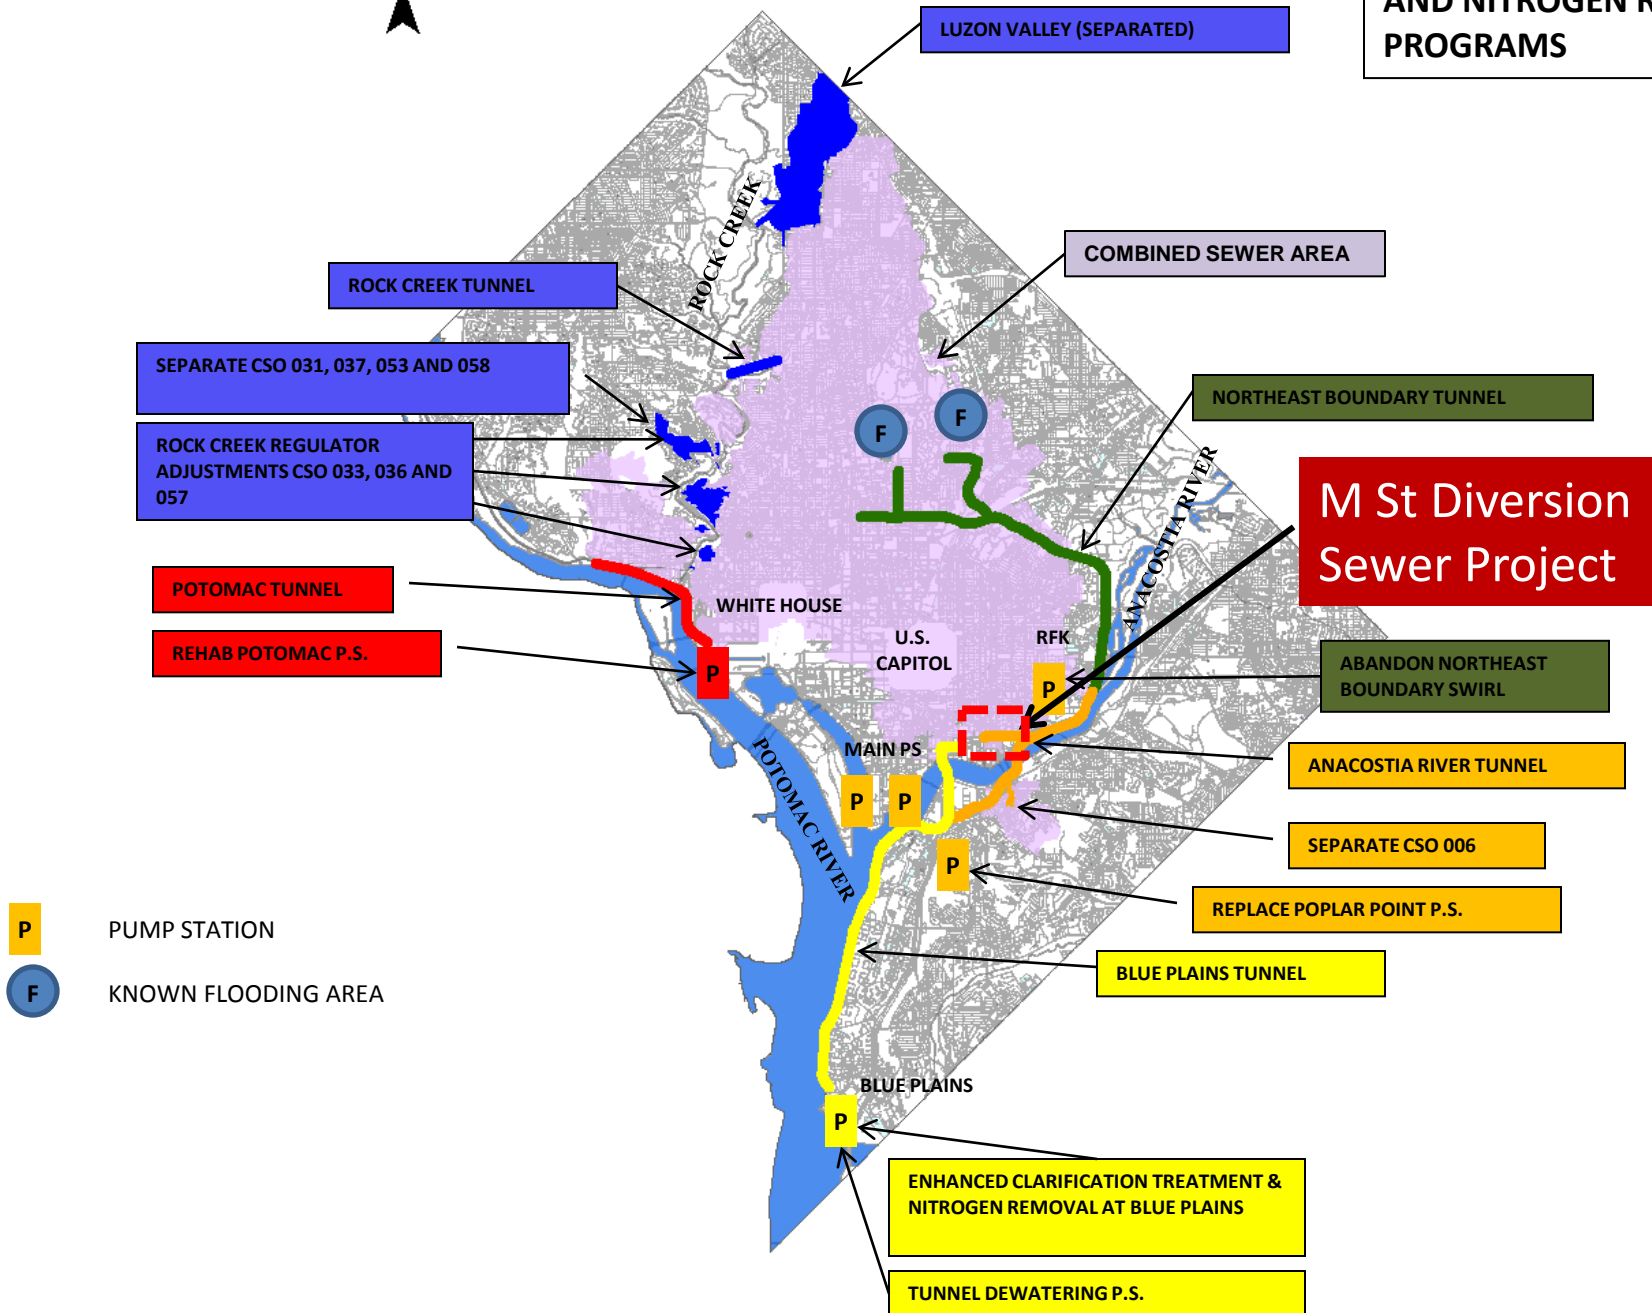 AND NITROGEN R
PROGRAMS
LUZON VALLEY (SEPARATED)
ROCK CREEK
COMBINED SEWER AREA
ROCK CREEK TUNNEL
SEPARATE CSO 031, 037, 053 AND 058
NORTHEAST BOUNDARY TUNNEL
F
F
ROCK CREEK REGULATOR
ADJUSTMENTS CSO 033, 036 AND
057
ANACOSTIA RIVER
M St Diversion
Sewer Project
POTOMAC TUNNEL
WHITE HOUSE
REHAB POTOMAC P.S.
P
U.S.
CAPITOL
RFK
P
ABANDON NORTHEAST
BOUNDARY SWIRL
MAIN PS
P
P
POTOMAC RIVER
ANACOSTIA RIVER TUNNEL
SEPARATE CSO 006
P
REPLACE POPLAR POINT P.S.
P
PUMP STATION
F
KNOWN FLOODING AREA
BLUE PLAINS TUNNEL
BLUE PLAINS
P
ENHANCED CLARIFICATION TREATMENT &
NITROGEN REMOVAL AT BLUE PLAINS
TUNNEL DEWATERING P.S.